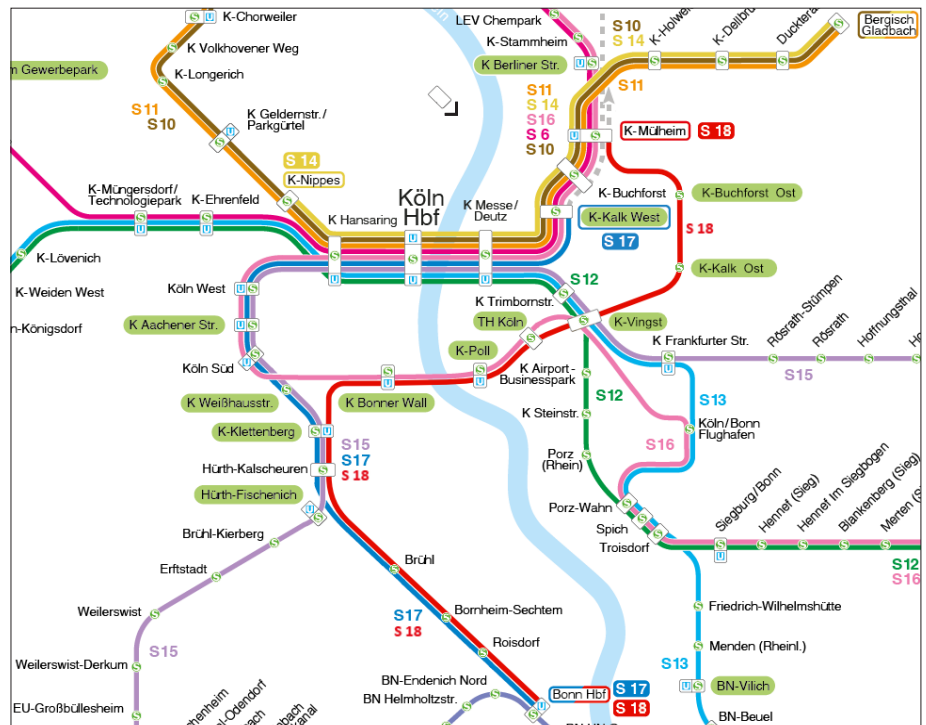 K-Chorweiler
K Volkhovener Weg
m Gewerbepark
K-Longerich
S11
S10
K Geldernstr./
Parkgürtel
S 14
K-Nippes
LEV Chempark
K-Stammheim
K Berliner Str.
S10
S 14
K-Dellbrü
Duckter
Bergisch
Gladbach
S11
S 14
S16
S 6
S10
S11
K-Mülheim
S 18
K-Müngersdorf/
Technologiepark
K-Ehrenfeld
K Hansaring
Köln
Hbf
K Messe/
Deutz
K-Buchforst
K-Buchforst Ost
K-Kalk West
S 17
S 18
K-Lövenich
K-Weiden West
n-Königsdorf
Köln West
K Aachener Str.
Köln Süd
S12
K-Kalk Ost
K Trimbornstr.
TH Köln
K-Vingst
K-Poll
K Frankfurter Str.
Rösrath-Stümpen
Rösrath
Hoffnungsthal
Ho
S15
K Airport-
Businesspark
S12
S13
K Weißhausstr.
K Bonner Wall
K-Klettenberg
K Steinstr.
Köln/Bonn
Flughafen
S15
S17
S 18
S16
Hürth-Kalscheuren
Porz
(Rhein)
Hürth-Fischenich
Porz-Wahn
Spich
Troisdorf
Siegburg/Bonn
Hennef (Sieg)
Hennef Im Siegbogen
Blankenberg (Sieg)
Merten (S
S12
S16
Brühl-Kierberg
Erftstadt
Brühl
Weilerswist
S17
S 18
Bornheim-Sechtem
Friedrich-Wilhelmshütte
Roisdorf
S15
Menden (Rheinl.)
Weilerswist-Derkum
S13
BN-Endenich Nord
BN-Vilich
Bonn Hbf
S 17
S 18
BN Helmholtzstr.
EU-Großbüllesheim
BN-Beuel